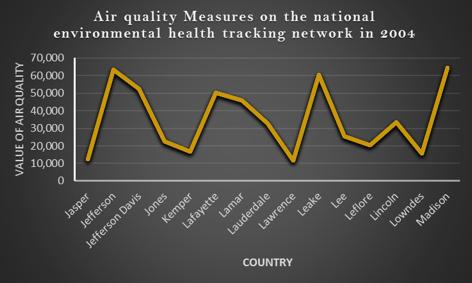 Air quality Measures on the national
environmental health tracking network in 2004
VALUE OF AIR QUALITY
70,000
60,000
50,000
40,000
30,000
20,000
10,000
0
Jasper
Jefferson
Jefferson Davis
Jones
Kemper
Lafayette
Lamar
Lauderdale
Lawrence
Leake
Lee
Leflore
Lincoln
Lowndes
Madison
COUNTRY